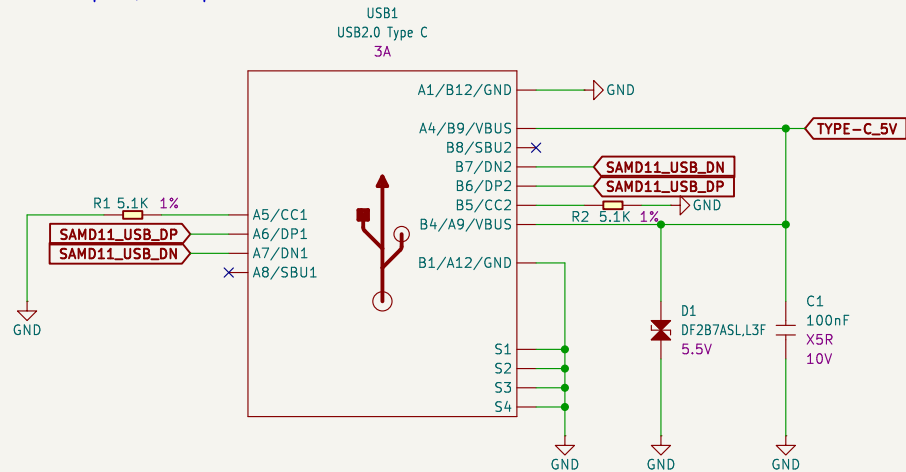 USB1
USB2.0 Type C
3A
A1/B12/GND
GND
A4/B9/VBUS
TYPE-C_5V
B8/SBU2
B7/DN2
SAMD11_USB_DN
B6/DP2
SAMD11_USB_DP
R1 5.1K 1%
B5/CC2
GND
A5/CC1
R2 5.1K 1%
B4/A9/VBUS
SAMD11_USB_DP
A6/DP1
SAMD11_USB_DN
A7/DN1
B1/A12/GND
A8/SBU1
C1
D1
100nF
GND
DF2B7ASL,L3F
X5R
S1
5.5V
10V
S2
S3
S4
GND
GND
GND